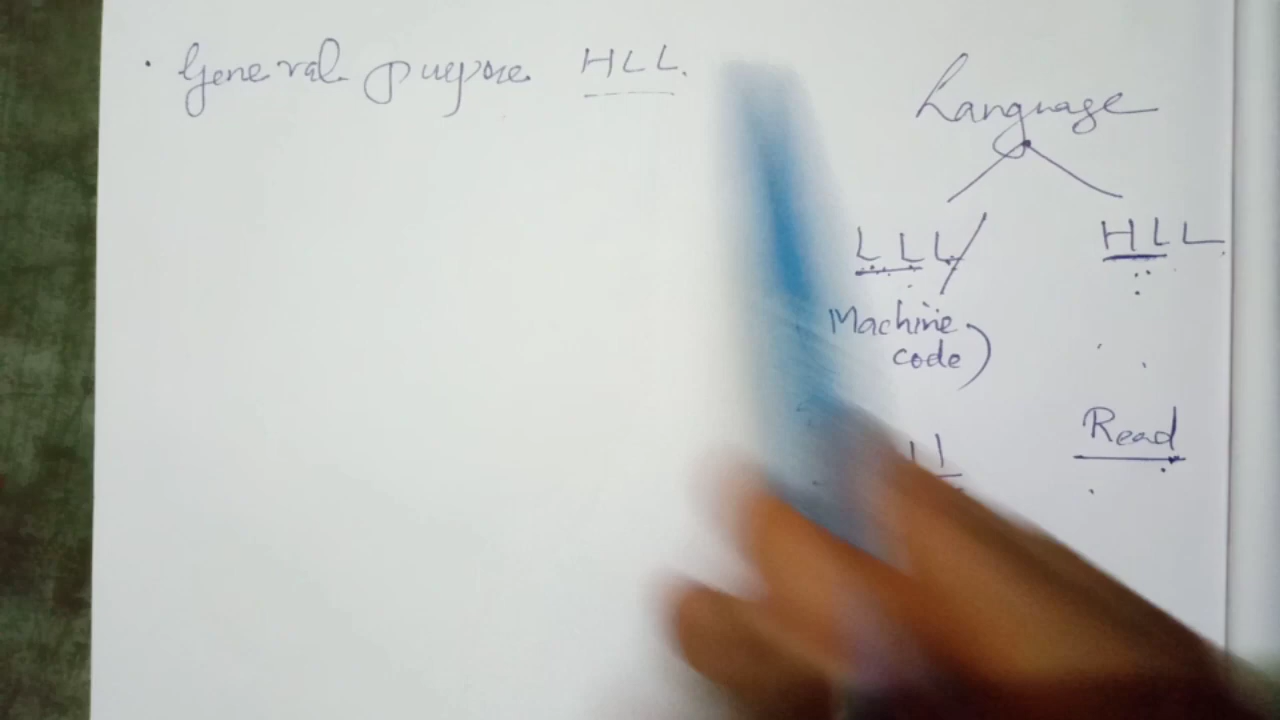 · General purpose HLL.
Language
LLL HLL
Machine
code)
Read